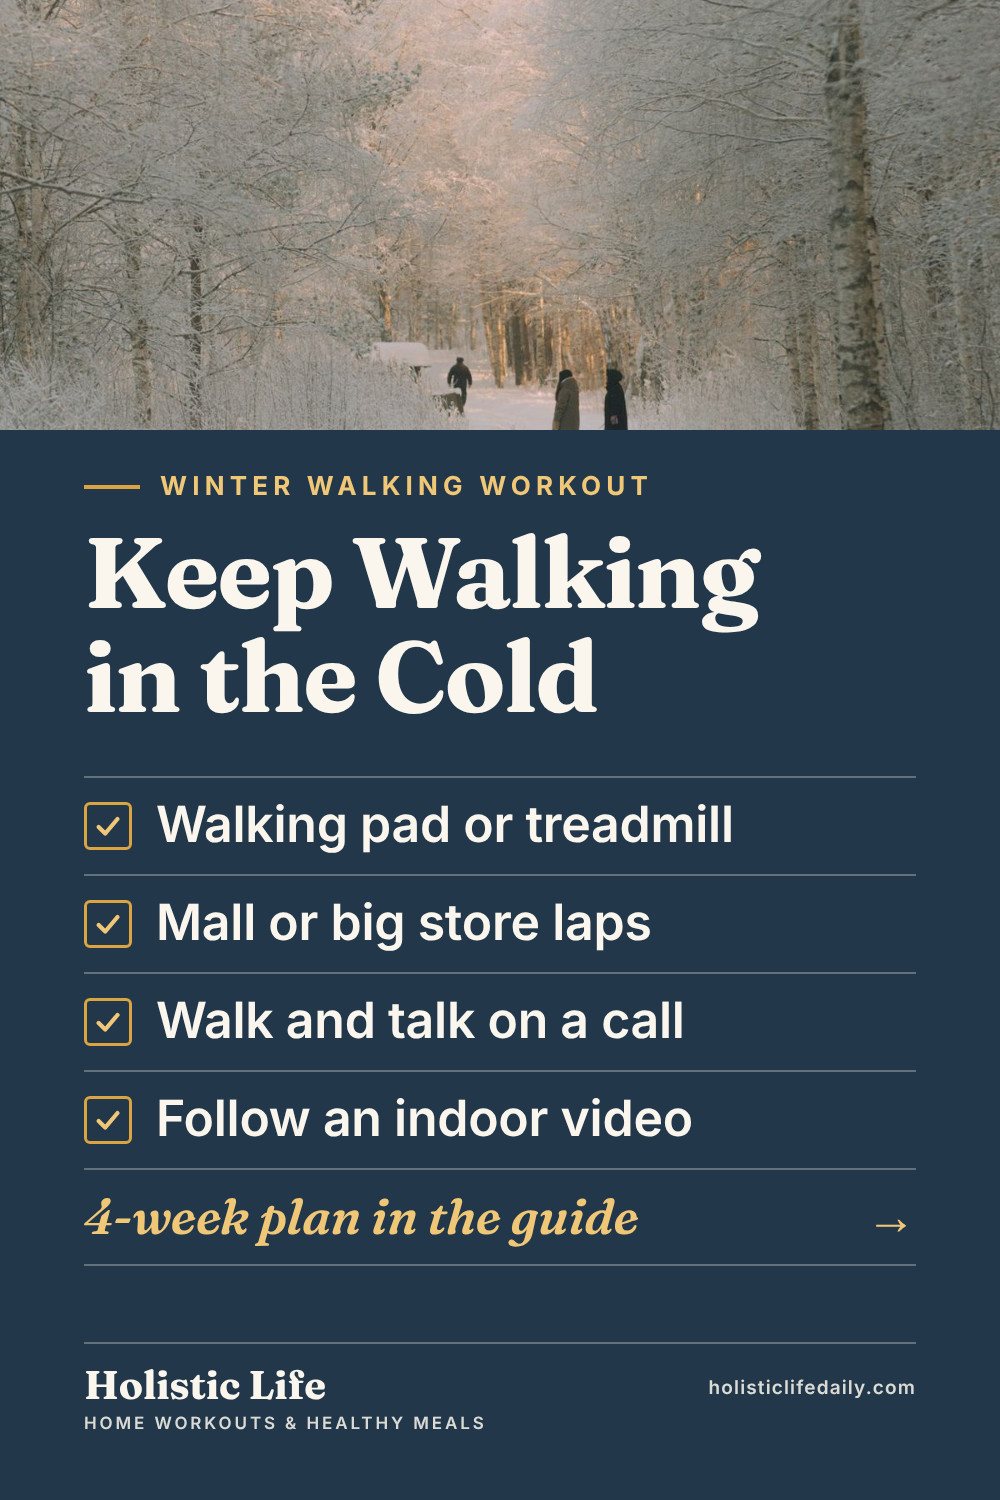 WINTER WALKING WORKOUT
Keep Walking
in the Cold
Walking pad or treadmill
Mall or big store laps
Walk and talk on a call
Follow an indoor video
4-week plan in the guide →
Holistic Life
holisticlifedaily.com
HOME WORKOUTS & HEALTHY MEALS